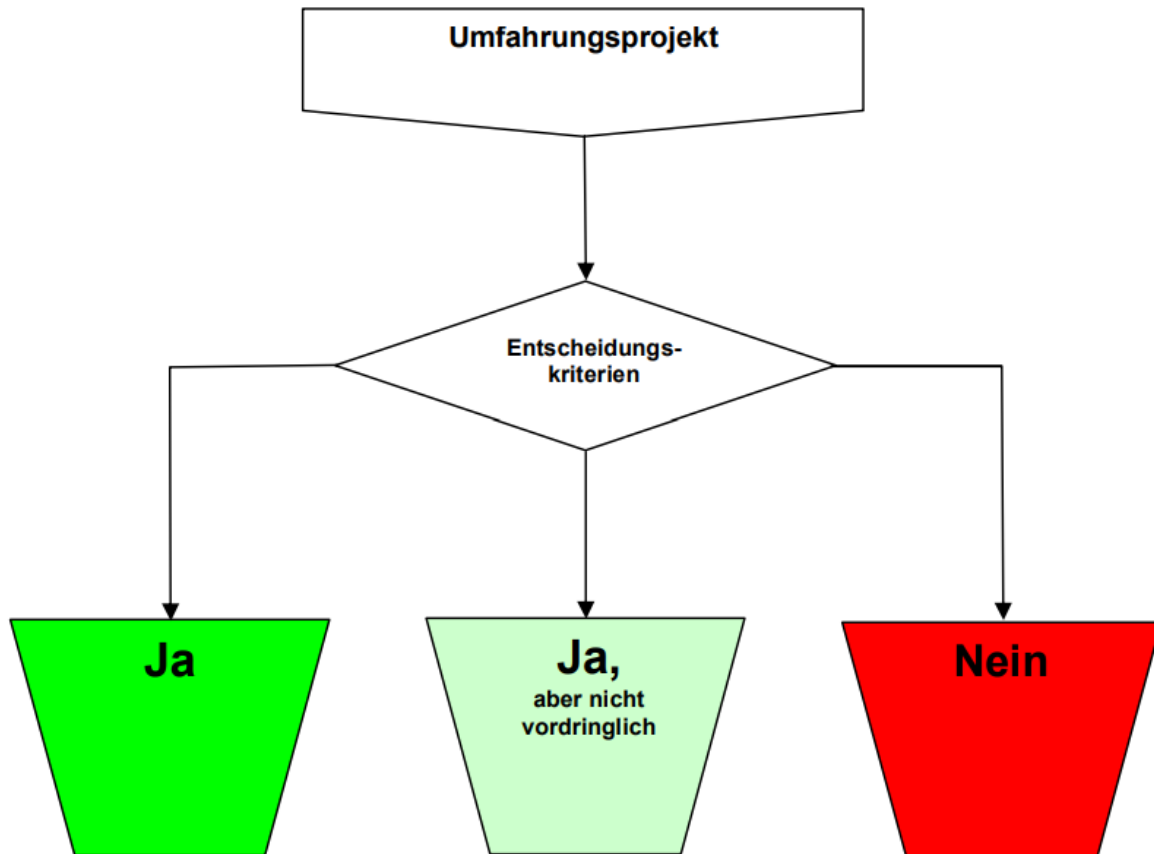 Umfahrungsprojekt
Entscheidungs-
kriterien
Ja
Ja,
aber nicht
vordringlich
Nein